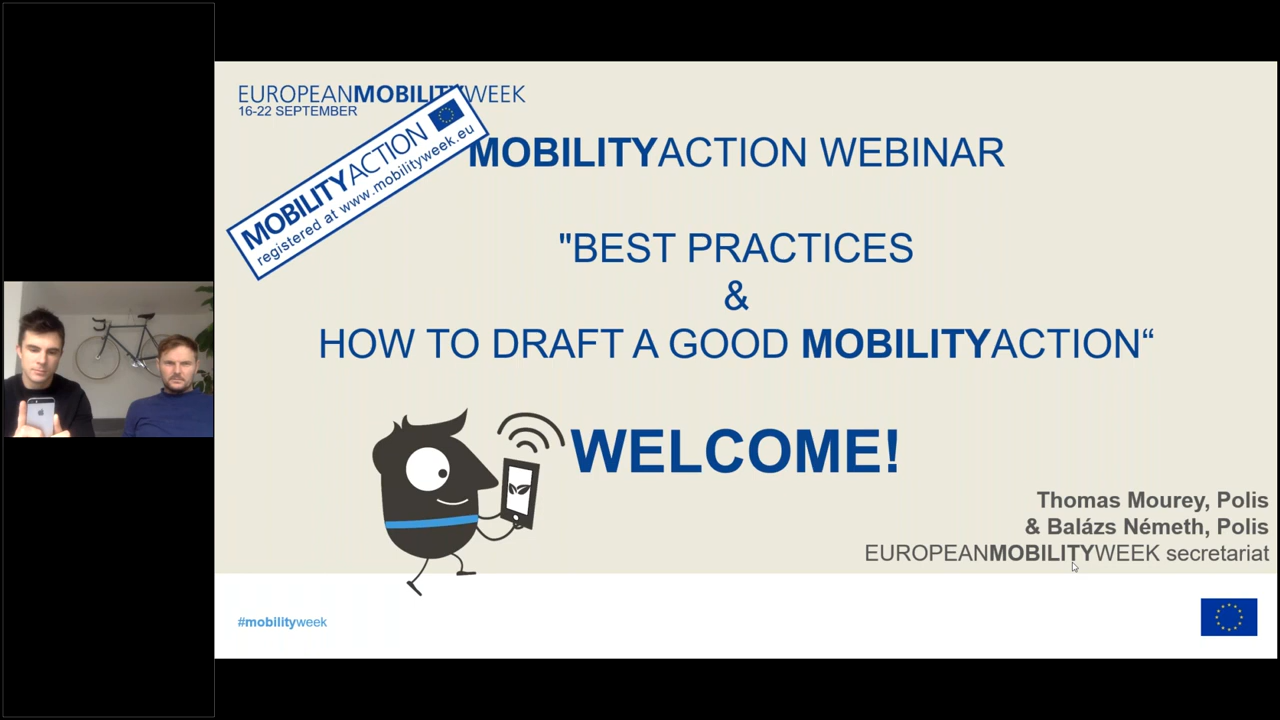 EUROPEANMOBILITYWEEK
16-22 SEPTEMBER
MOBILITYACTION
registered at www.mobilityweek.eu
MOBILITYACTION WEBINAR
"BEST PRACTICES
&
HOW TO DRAFT A GOOD MOBILITYACTION“
WELCOME!
Thomas Mourey, Polis
& Balázs Németh, Polis
EUROPEANMOBILITYWEEK secretariat
#mobilityweek